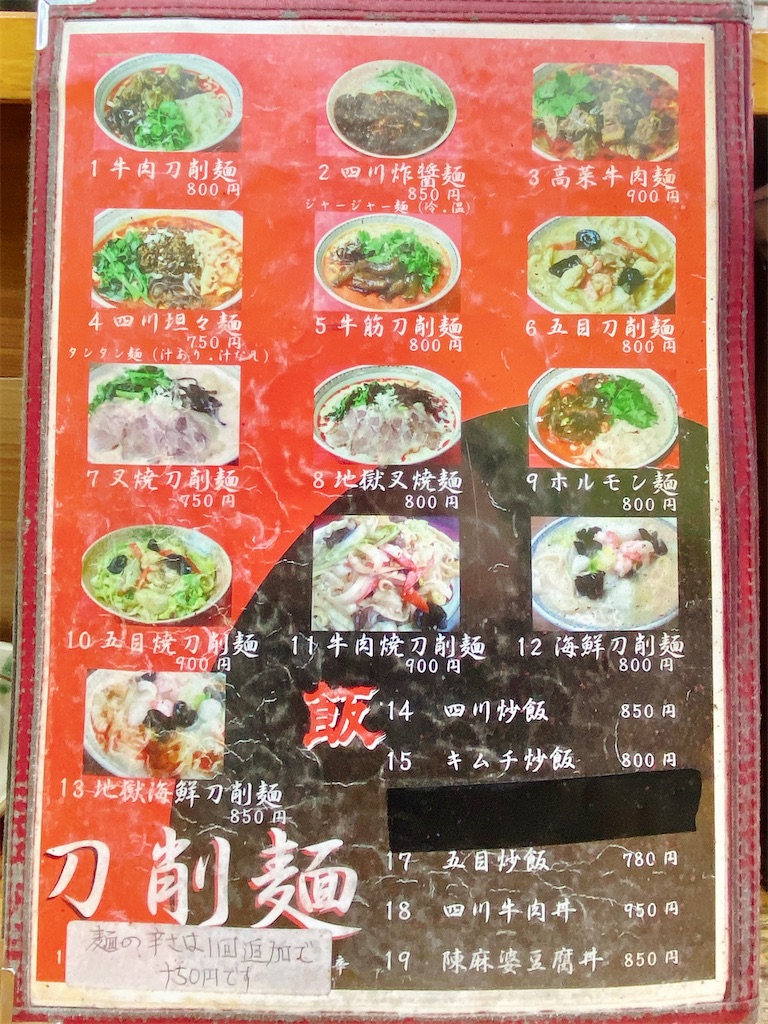 1 牛肉刀削麺
800円
2 四川炸醬麺
850円
ジャージャー麺 (冷.温)
3 高菜牛肉麺
900円
4 四川坦々麺
750円
タンタン麺 (汁あり.汁なし)
5 牛筋刀削麺
800円
6 五目刀削麺
800円
7 叉焼刀削麺
750円
8 地獄叉焼麺
800円
9 ホルモン麺
800円
10 五目焼刀削麺
900円
11 牛肉焼刀削麺
900円
12 海鮮刀削麺
800円
13 地獄海鮮刀削麺
850円
飯
14 四川炒飯 850円
15 キムチ炒飯 800円
17 五目炒飯 780円
18 四川牛肉丼 950円
19 陳麻婆豆腐丼 850円
刀削麺
麺の辛さは1回追加で
+50円です